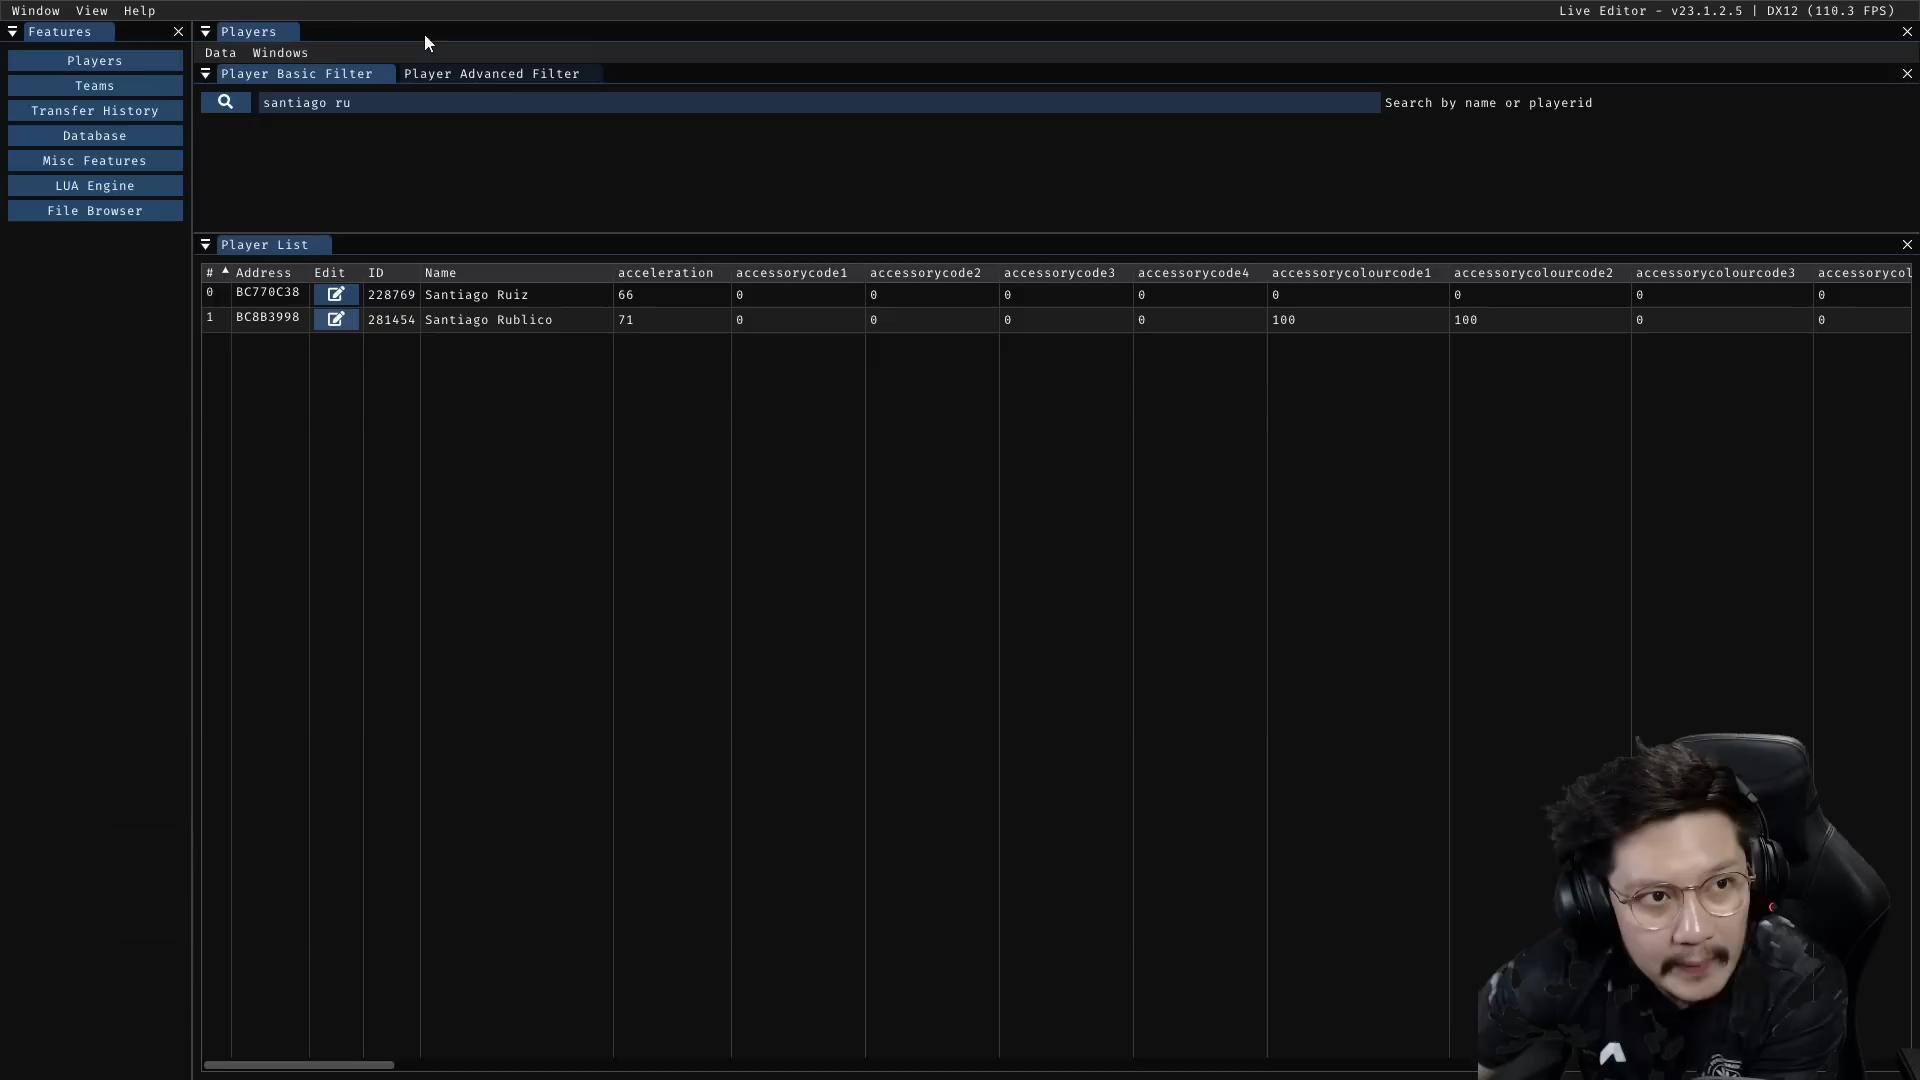 Window View Help
Live Editor - v23.1.2.5 | DX12 (110.3 FPS)
Features
Players
Teams
Transfer History
Database
Misc Features
LUA Engine
File Browser
Players
Data Windows
Player Basic Filter Player Advanced Filter
santiago ru Search by name or playerid
Player List
# Address Edit ID Name acceleration accessorycode1 accessorycode2 accessorycode3 accessorycode4 accessorycolourcode1 accessorycolourcode2 accessorycolourcode3 accessorycol
0 BC770C38 228769 Santiago Ruiz 66 0 0 0 0 0 0 0 0
1 BC8B3998 281454 Santiago Rublico 71 0 0 0 0 100 100 0 0